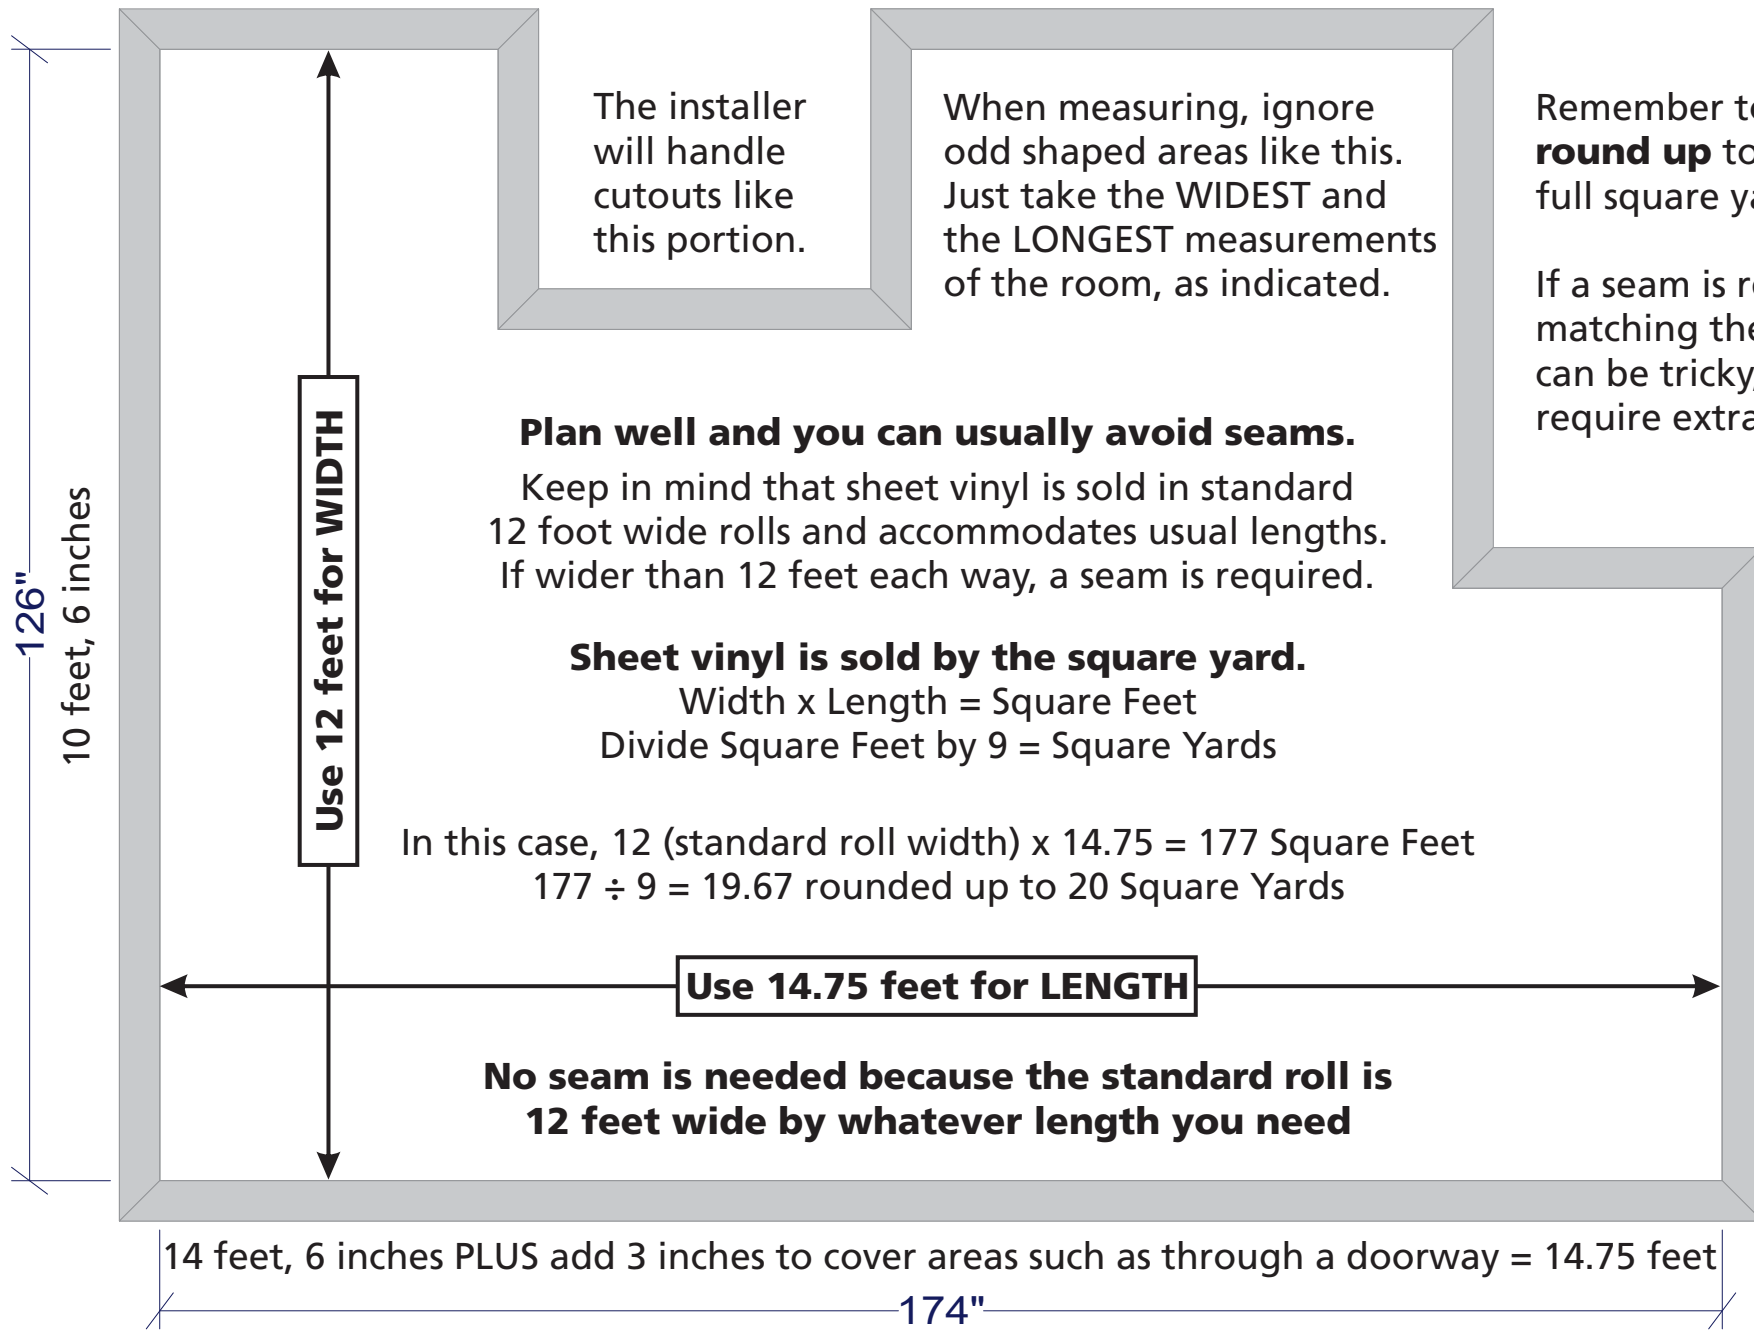 The installer
will handle
cutouts like
this portion.
When measuring, ignore
odd shaped areas like this.
Just take the WIDEST and
the LONGEST measurements
of the room, as indicated.
Remember
round up
full square
If a seam is
matching
can be tricky,
require
126"
10 feet, 6 inches
Use 12 feet for WIDTH
Plan well and you can usually avoid seams.
Keep in mind that sheet vinyl is sold in standard
12 foot wide rolls and accommodates usual lengths.
If wider than 12 feet each way, a seam is required.
Sheet vinyl is sold by the square yard.
Width x Length = Square Feet
Divide Square Feet by 9 = Square Yards
In this case, 12 (standard roll width) x 14.75 = 177 Square Feet
177 ÷ 9 = 19.67 rounded up to 20 Square Yards
Use 14.75 feet for LENGTH
No seam is needed because the standard roll is
12 feet wide by whatever length you need
14 feet, 6 inches PLUS add 3 inches to cover areas such as through a doorway = 14.75 feet
174"